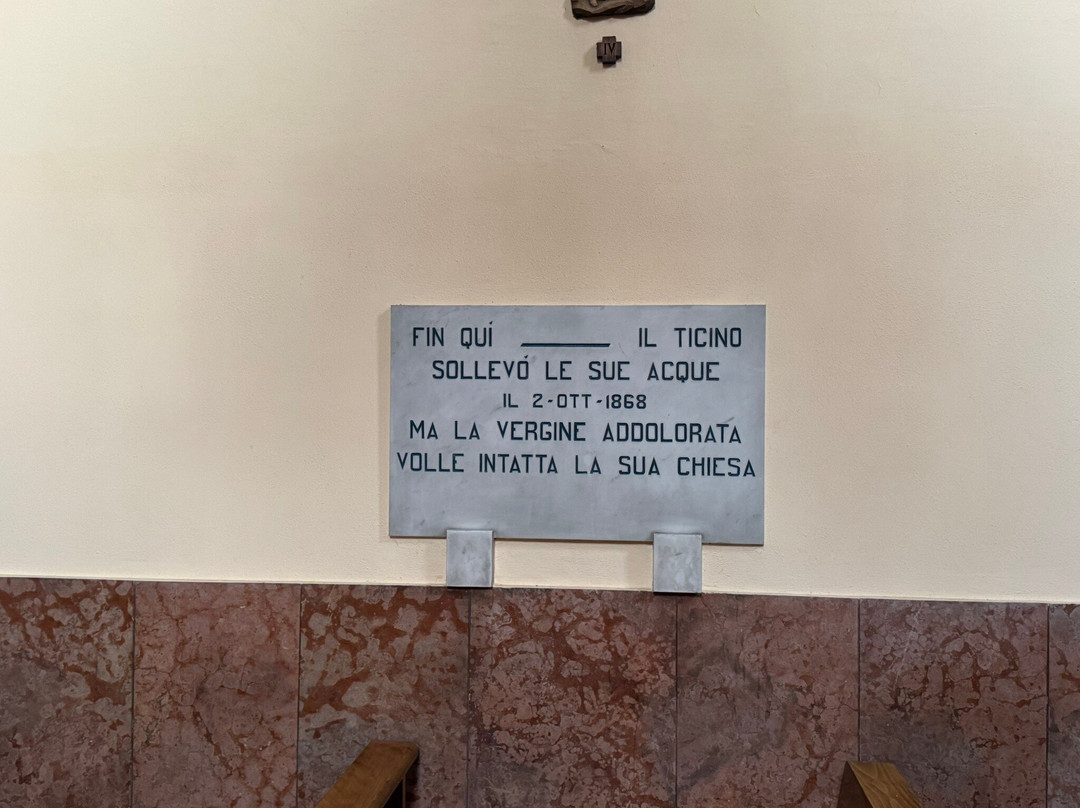 IV
FIN QUÍ ______ IL TICINO
SOLLEVÓ LE SUE ACQUE
IL 2-OTT-1868
MA LA VERGINE ADDOLORATA
VOLLE INTATTA LA SUA CHIESA